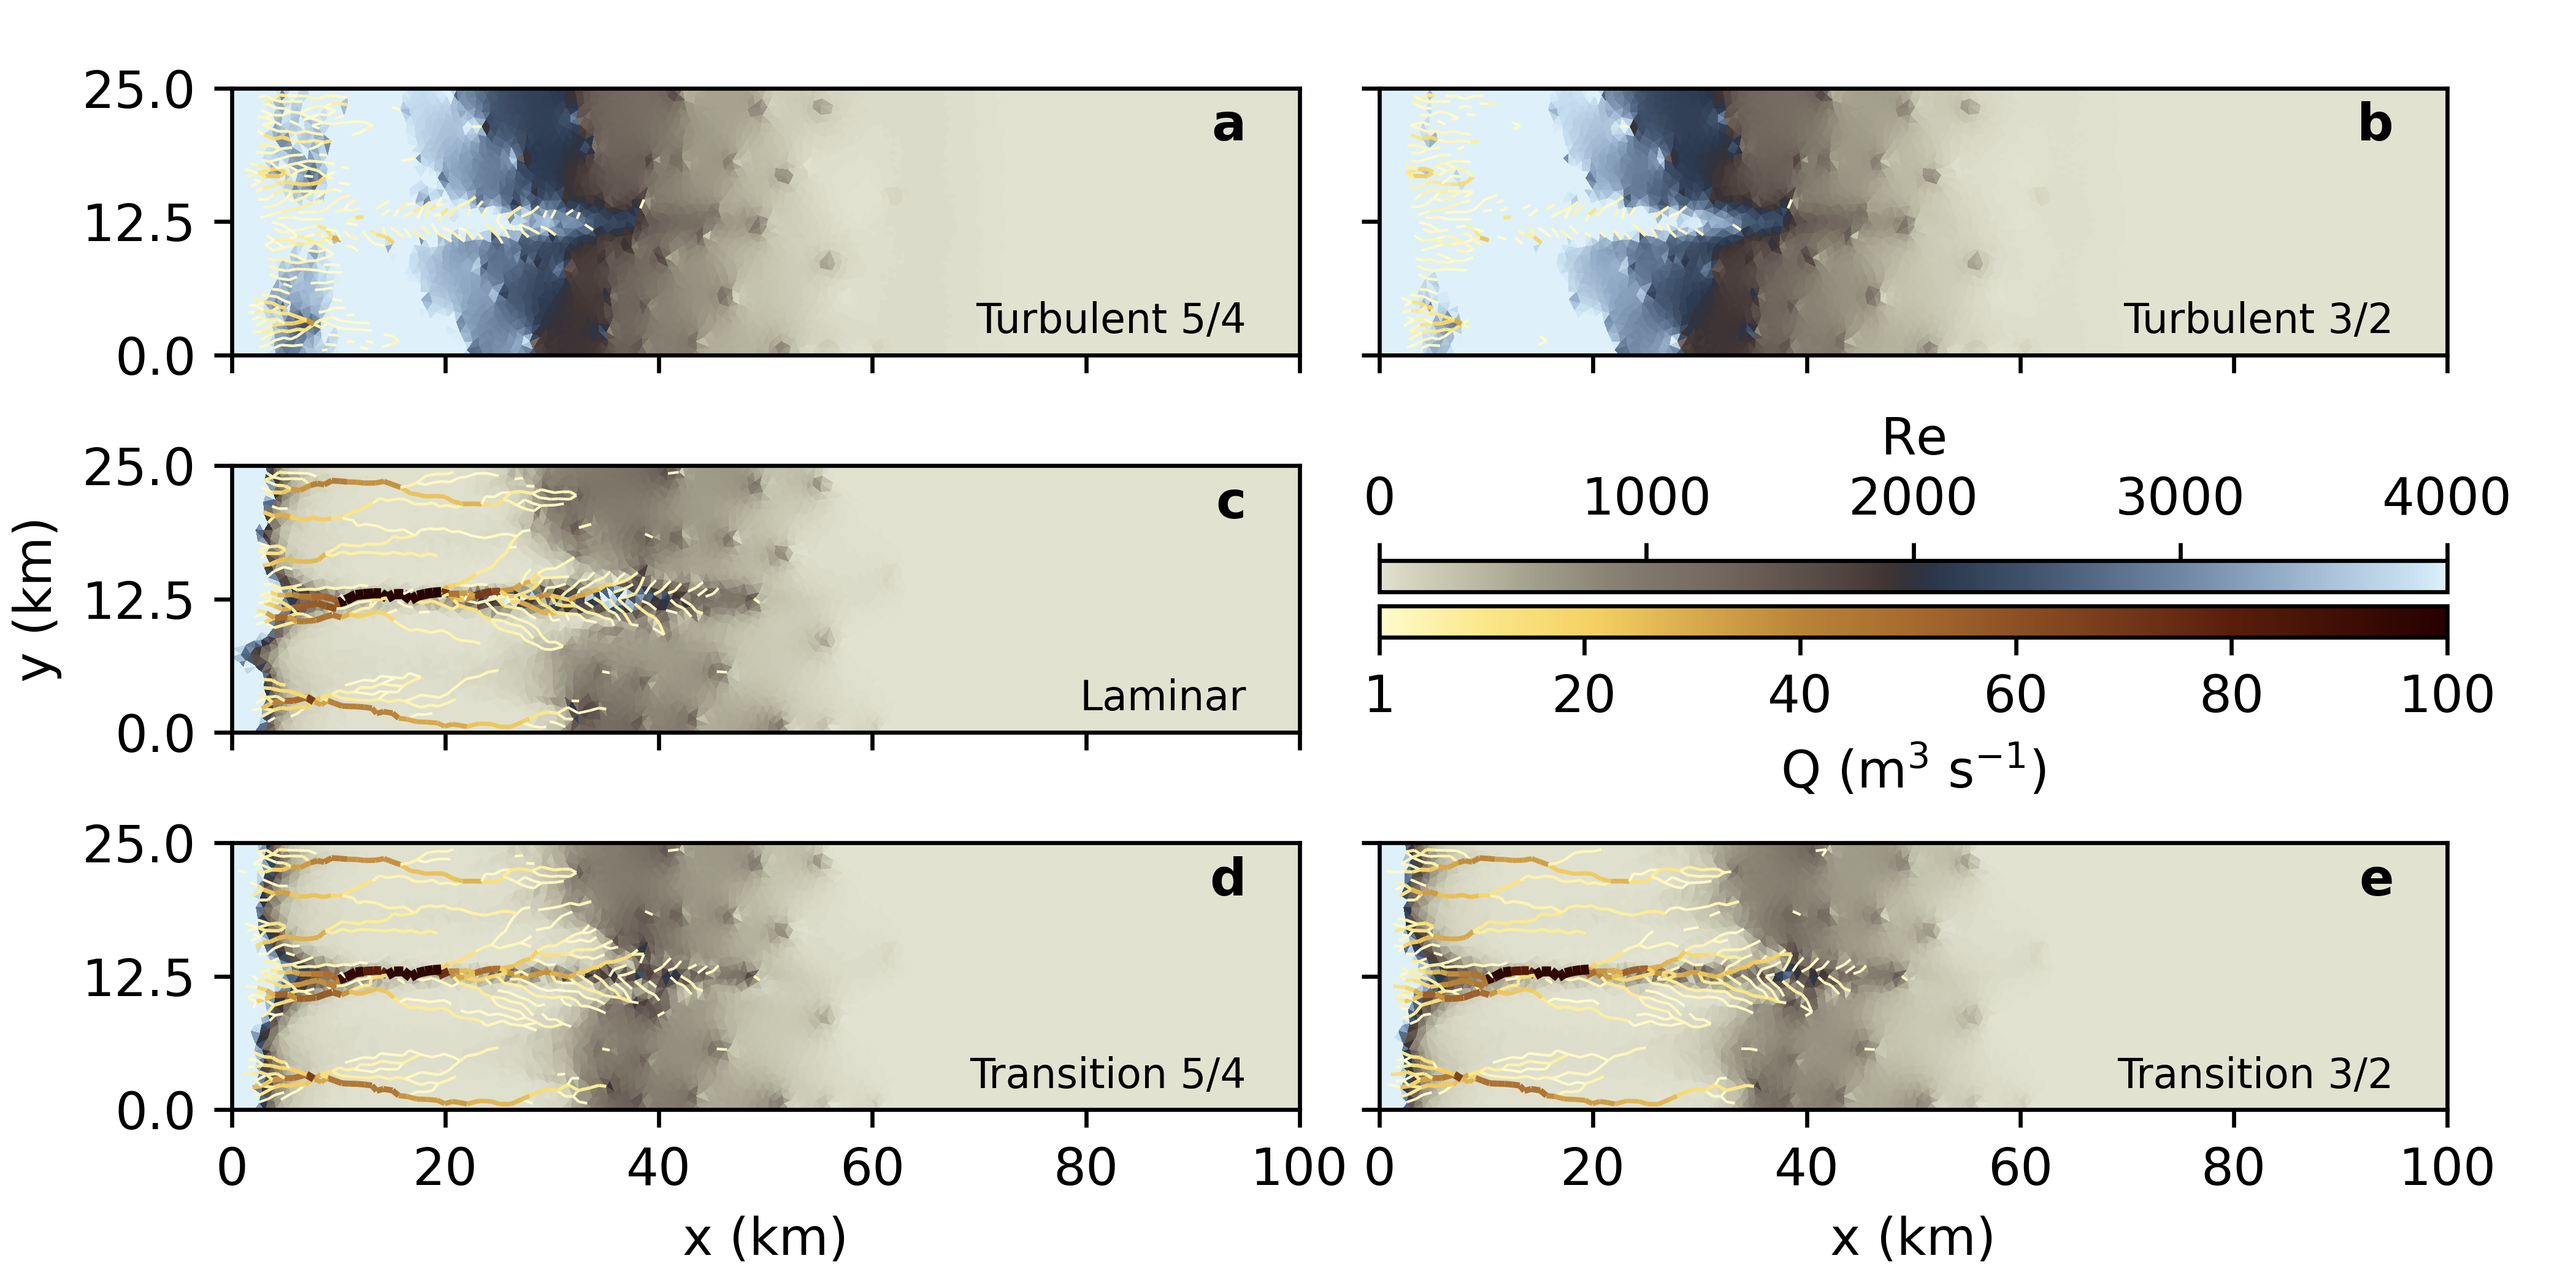 25.0
12.5
0.0
a
Turbulent 5/4
b
Turbulent 3/2
y (km)
25.0
12.5
0.0
c
Laminar
Re
0 1000 2000 3000 4000
1 20 40 60 80 100
Q (m³ s⁻¹)
25.0
12.5
0.0
d
Transition 5/4
e
Transition 3/2
0 20 40 60 80 100
0 20 40 60 80 100
x (km)
x (km)